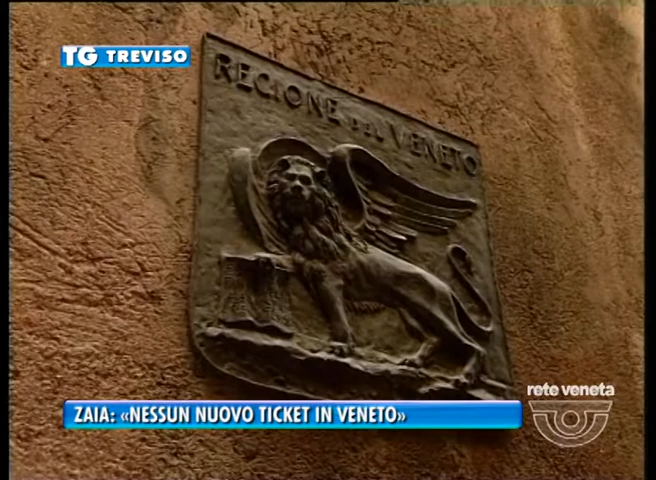 TG TREVISO
REGIONE DEL VENETO
ZAIA: «NESSUN NUOVO TICKET IN VENETO»
rete veneta